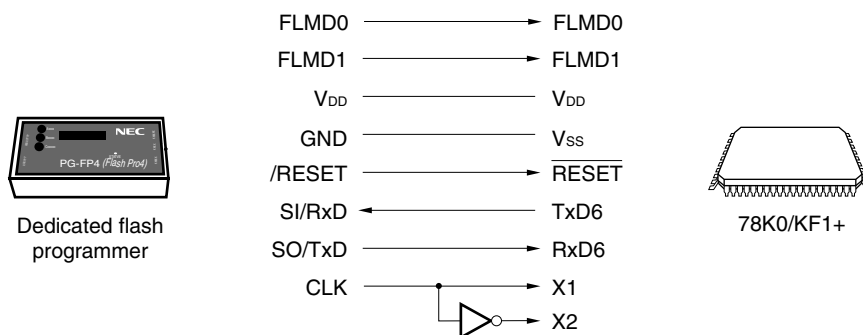 FLMD0 FLMD0
FLMD1 FLMD1
VDD VDD
GND VSS
/RESET RESET
SI/RxD TxD6
SO/TxD RxD6
CLK X1
X2
NEC
PG-FP4 (Flash Pro4)
Dedicated flash
programmer
78K0/KF1+